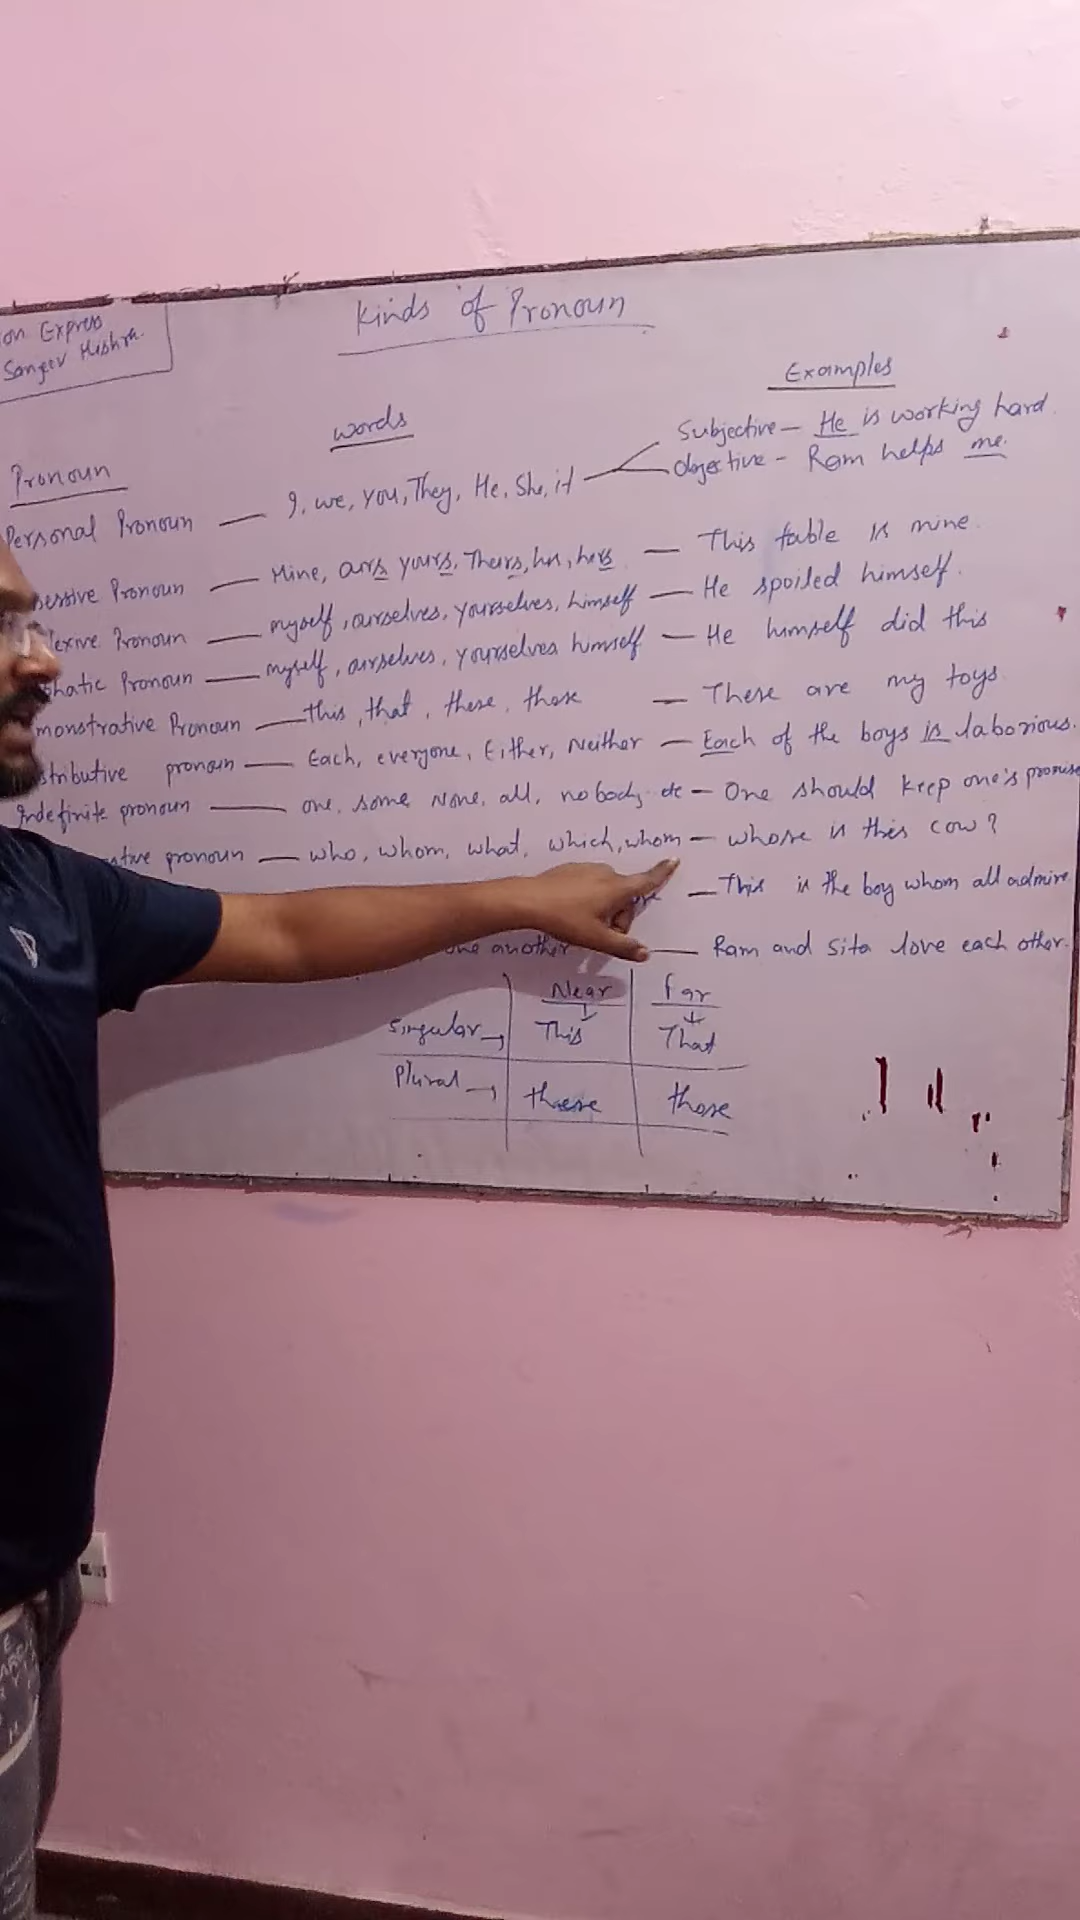 on Express
Sanjeev Mishra.
Kinds of Pronoun
Examples
words
Pronoun
Subjective — He is working hard.
Objective - Ram helps me.
Personal Pronoun — I, we, you, They, He, She, it
essive Pronoun — Mine, ours yours, Theirs, his, hers — This table is mine.
lexive Pronoun — myself, ourselves, yourselves, himself — He spoiled himself.
hatic Pronoun — myself, ourselves, yourselves himself — He himself did this
monstrative Pronoun — This, that, these, those — These are my toys
stributive pronoun — Each, everyone, Either, Neither — Each of the boys is laborious.
Indefinite pronoun — one, some None, all, nobody etc — One should keep one's promise
ative pronoun — who, whom, what, which, whom — whose is this cow?
— This is the boy whom all admire
one another — Ram and Sita love each other.
Near Far
Singular → This That
Plural → these those